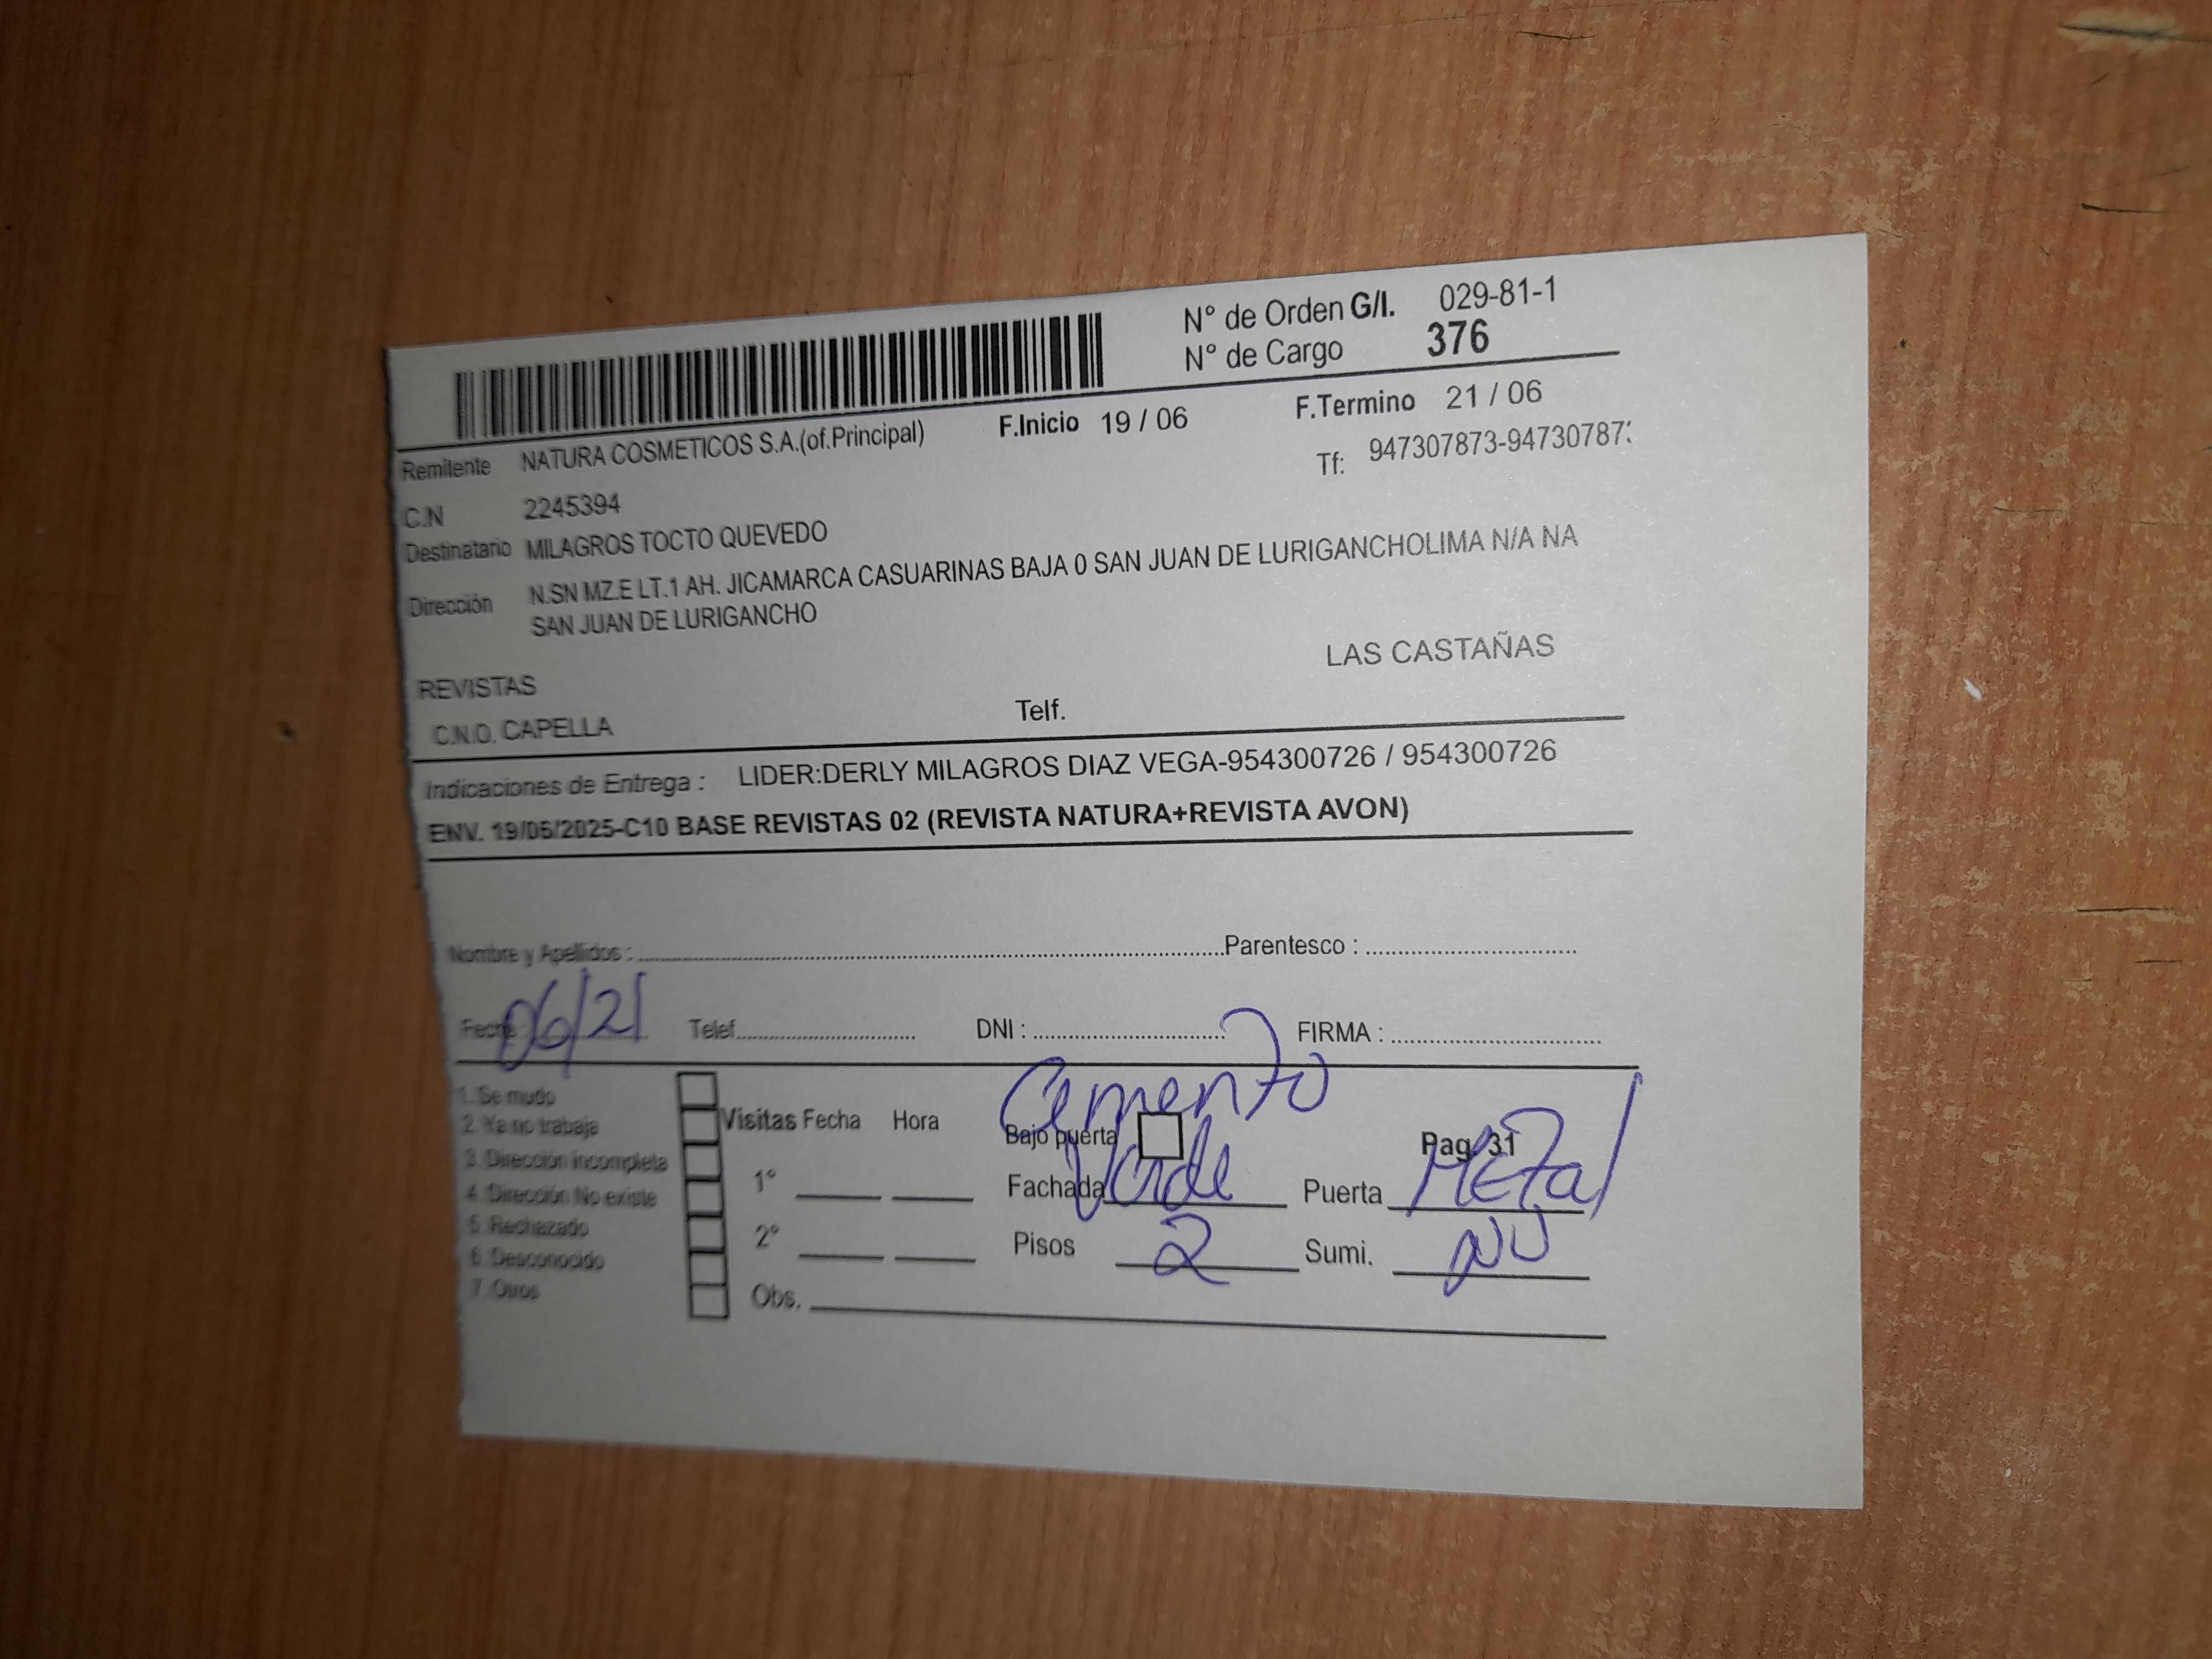 N° de Orden G/I. 029-81-1
N° de Cargo 376
F.Inicio 19 / 06 F.Termino 21 / 06
Remitente NATURA COSMETICOS S.A.(of.Principal)
Tf: 947307873-94730787
C.N 2245394
Destinatario MILAGROS TOCTO QUEVEDO
Dirección N.SN MZ.E LT.1 AH. JICAMARCA CASUARINAS BAJA 0 SAN JUAN DE LURIGANCHOLIMA N/A NA
SAN JUAN DE LURIGANCHO
LAS CASTAÑAS
REVISTAS
C.N.O. CAPELLA Telf.
Indicaciones de Entrega : LIDER:DERLY MILAGROS DIAZ VEGA-954300726 / 954300726
ENV. 19/06/2025-C10 BASE REVISTAS 02 (REVISTA NATURA+REVISTA AVON)
Nombre y Apellidos : Parentesco :
Fecha 06/21 Telef. DNI : FIRMA :
Cemento
1. Se mudo
2. Ya no trabaja
3. Dirección incompleta
4. Dirección No existe
5. Rechazado
6. Desconocido
7. Otros
Visitas Fecha Hora
1°
2°
Obs.
Bajo puerta Pag. 31
Fachada Verde Puerta Metal
Pisos 2 Sumi. NO